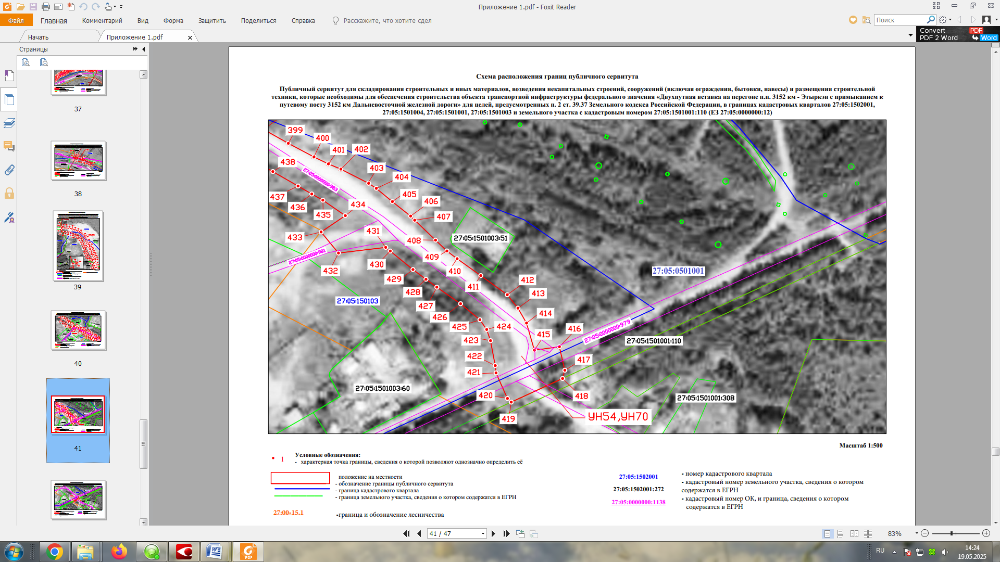 Приложение 1.pdf - Foxit Reader
Файл Главная Комментарий Вид Форма Защитить Поделиться Справка Расскажите, что хотите сдел Поиск
Начать Приложение 1.pdf
Convert PDF
PDF 2 Word Word
Страницы
37
38
39
40
41
Схема расположения границ публичного сервитута
Публичный сервитут для складирования строительных и иных материалов, возведения некапитальных строений, сооружений (включая ограждения, бытовки, навесы) и размещения строительной
техники, которые необходимы для обеспечения строительства объекта транспортной инфраструктуры федерального значения «Двухпутная вставка на перегоне п.п. 3152 км - Этыркэн с примыканием к
путевому посту 3152 км Дальневосточной железной дороги» для целей, предусмотренных п. 2 ст. 39.37 Земельного кодекса Российской Федерации, в границах кадастровых кварталов 27:05:1502001,
27:05:1501004, 27:05:1501001, 27:05:1501003 и земельного участка с кадастровым номером 27:05:1501001:110 (ЕЗ 27:05:0000000:12)
399
400
401
402
438
403
27:05:0000000:983
404
405
437
406
434
436
435
407
431
433
27:05:1501003:51
408
27:05:0000000:981
409
430
432
410
27:05:0501001
429
412
411
428
413
27:05:150103
427
414
426
425
424
27:05:0000000:979
416
415
423
27:05:1501001:110
422
417
421
27:05:1501003:60
420
418
27:05:1501001:308
419
УН54,УН70
Масштаб 1:500
Условные обозначения:
1 - характерная точка границы, сведения о которой позволяют однозначно определить её
положение на местности
- обозначение границы публичного сервитута
- граница кадастрового квартала
- граница земельного участка, сведения о котором содержатся в ЕГРН
27:00-15.1 -граница и обозначение лесничества
27:05:1502001 - номер кадастрового квартала
27:05:1502001:272 - кадастровый номер земельного участка, сведения о котором
содержатся в ЕГРН
27:05:0000000:1138 - кадастровый номер ОК, и граница, сведения о котором
содержатся в ЕГРН
41 / 47
83%
RU
14:24
19.05.2025
PDF